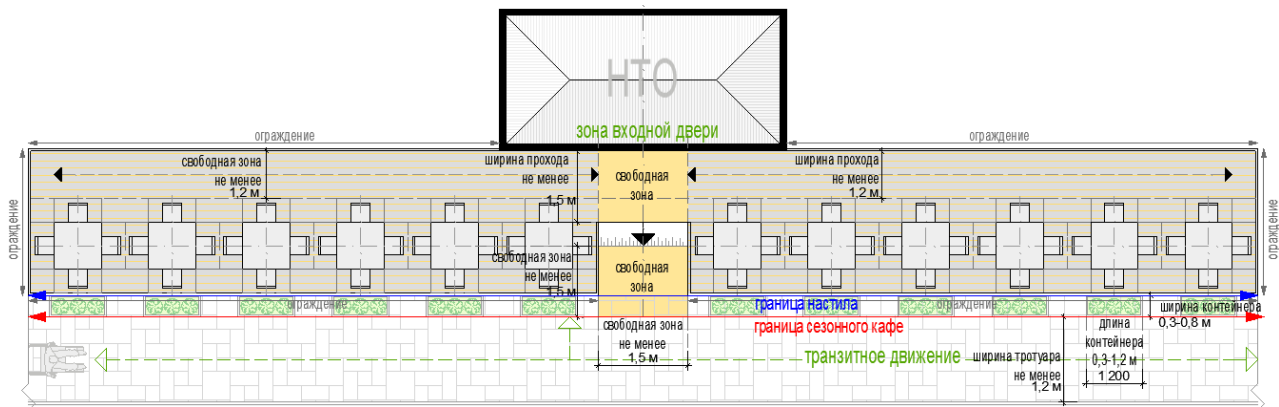 НТО
зона входной двери
ограждение
ограждение
свободная зона
не менее
1,2 м
ширина прохода
не менее
1,5 м
свободная
зона
ширина прохода
не менее
1,2 м
ограждение
ограждение
свободная зона
не менее
1,5 м
свободная
зона
ограждение
граница настила
ограждение
ширина контейнера
0,3-0,8 м
граница сезонного кафе
свободная зона
не менее
1,5 м
транзитное движение
ширина тротуара
не менее
1,2 м
длина
контейнера
0,3-1,2 м
1 200